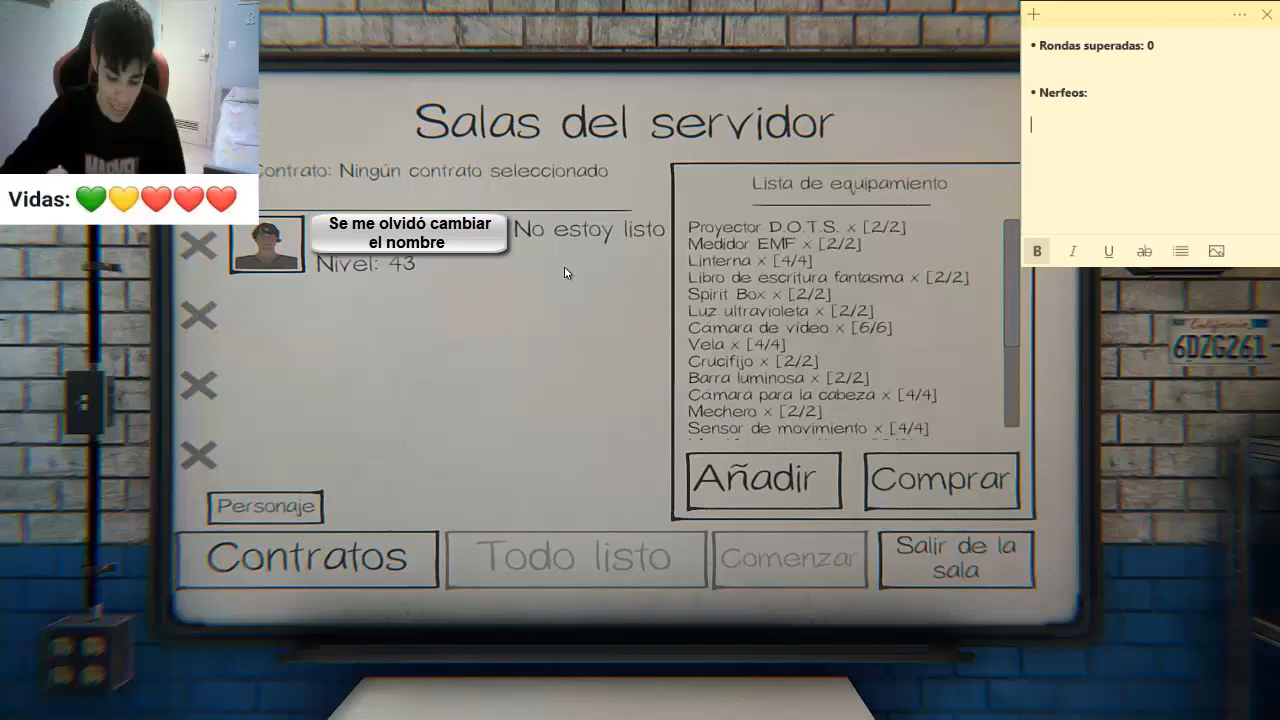 Salas del servidor
Contrato: Ningún contrato seleccionado
Vidas:
Se me olvidó cambiar
el nombre
No estoy listo
Nivel: 43
Personaje
Lista de equipamiento
Proyector D.O.T.S. x [2/2]
Medidor EMF x [2/2]
Linterna x [4/4]
Libro de escritura fantasma x [2/2]
Spirit Box x [2/2]
Luz ultravioleta x [2/2]
Cámara de vídeo x [6/6]
Vela x [4/4]
Crucifijo x [2/2]
Barra luminosa x [2/2]
Cámara para la cabeza x [4/4]
Mechero x [2/2]
Sensor de movimiento x [4/4]
Añadir
Comprar
Contratos
Todo listo
Comenzar
Salir de la
sala
• Rondas superadas: 0
• Nerfeos:
B I U ab
California
6DZG261
MARVEL